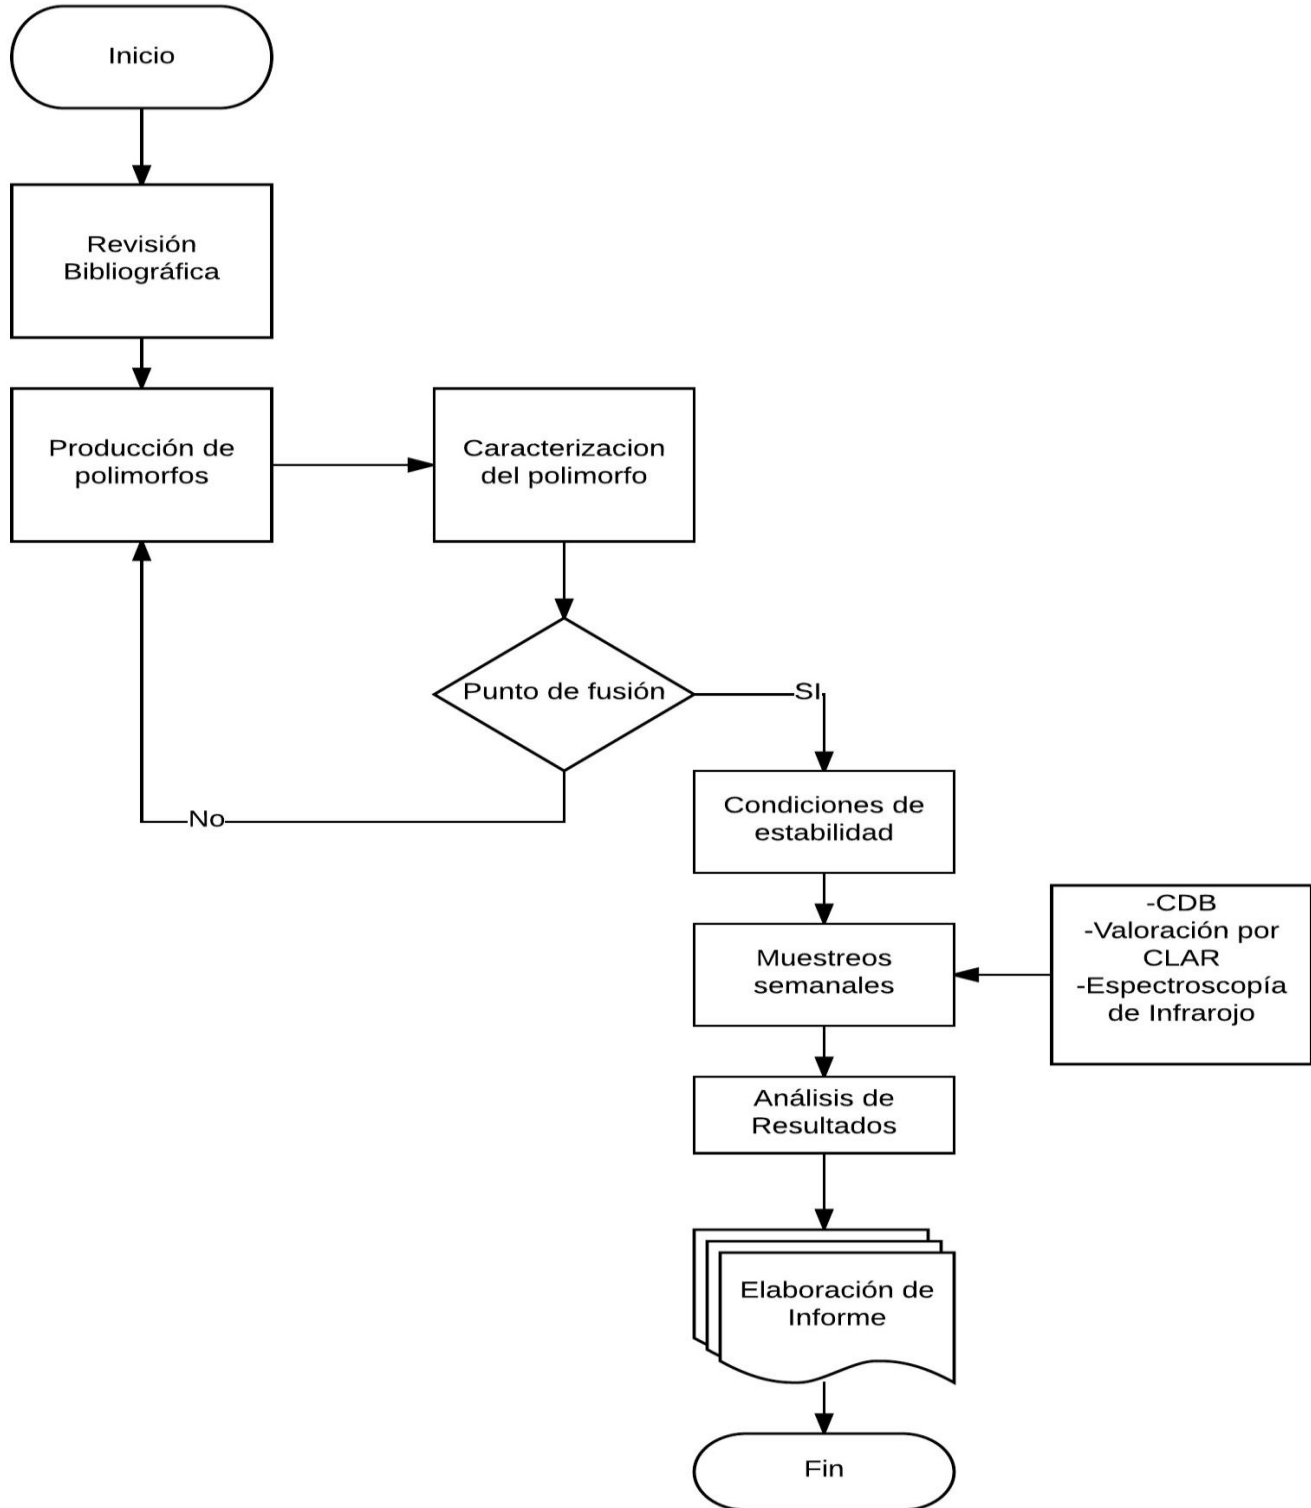 Inicio
Revisión
Bibliográfica
Producción de
polimorfos
Caracterizacion
del polimorfo
Punto de fusión
SI
No
Condiciones de
estabilidad
Muestreos
semanales
-CDB
-Valoración por
CLAR
-Espectroscopía
de Infrarojo
Análisis de
Resultados
Elaboración de
Informe
Fin